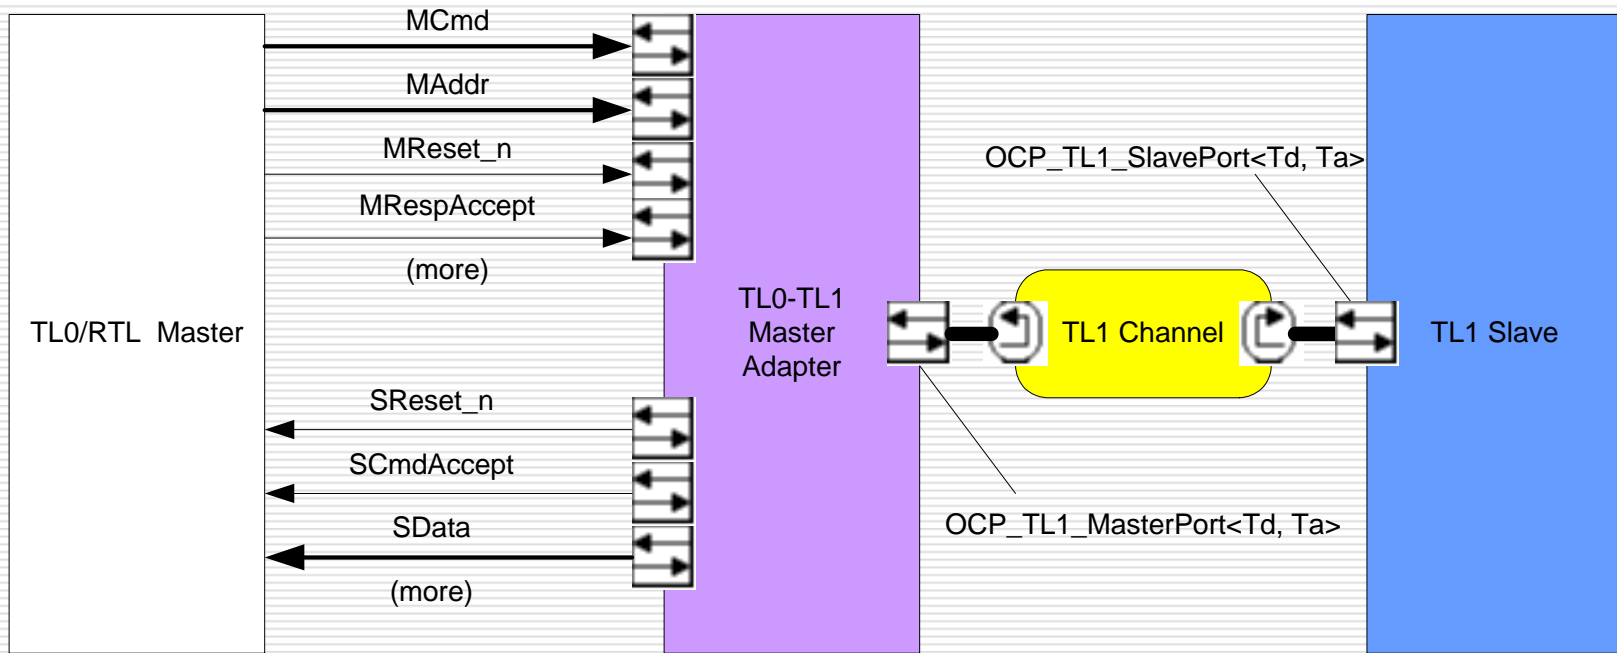 MCmd
MAddr
MReset_n
MRespAccept
(more)
TL0/RTL  Master
SReset_n
SCmdAccept
SData
(more)
TL0-TL1
Master
Adapter
OCP_TL1_SlavePort<Td, Ta>
TL1 Channel
OCP_TL1_MasterPort<Td, Ta>
TL1 Slave